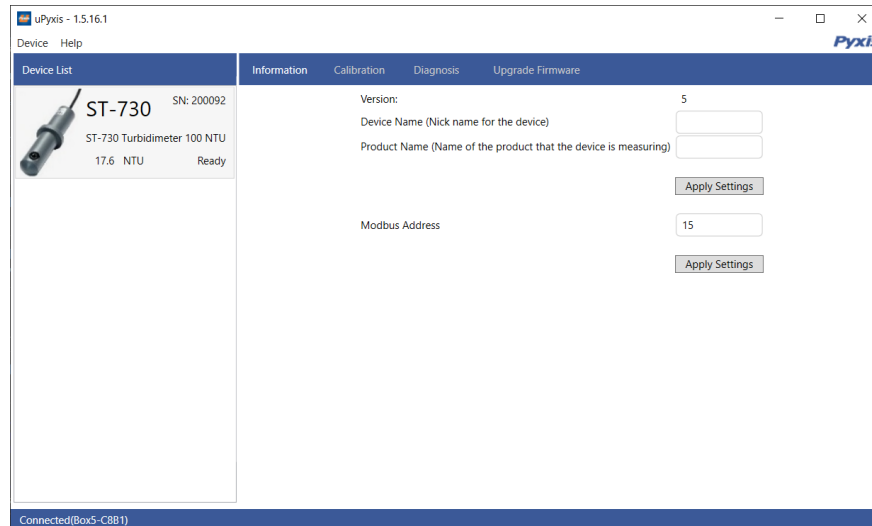 uPyxis - 1.5.16.1
Device Help
Device List
Information Calibration Diagnosis Upgrade Firmware
ST-730 SN: 200092
ST-730 Turbidimeter 100 NTU
17.6 NTU Ready
Version: 5
Device Name (Nick name for the device)
Product Name (Name of the product that the device is measuring)
Apply Settings
Modbus Address 15
Apply Settings
Connected(Box5-C8B1)